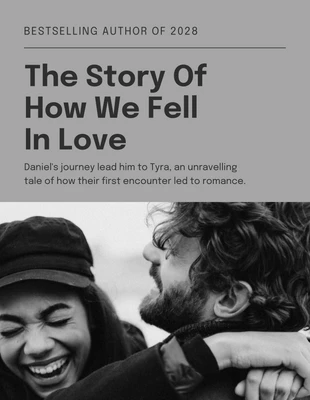 BESTSELLING AUTHOR OF 2028
The Story Of
How We Fell
In Love
Daniel's journey lead him to Tyra, an unravelling
tale of how their first encounter led to romance.